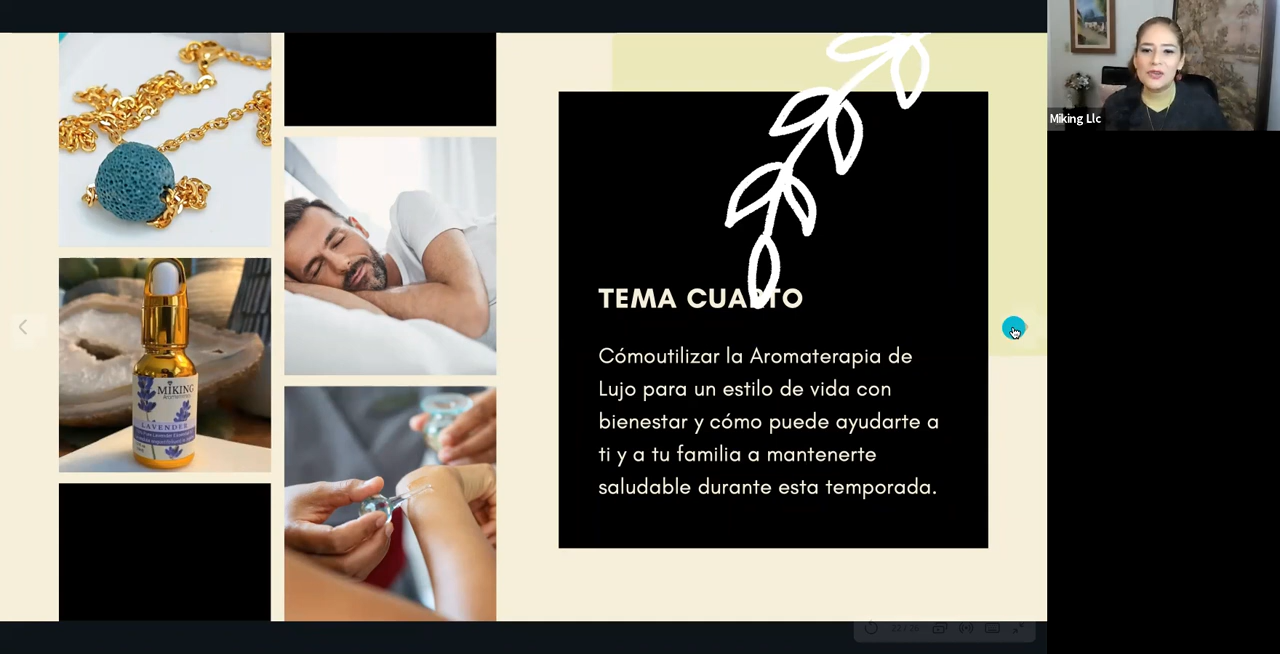 MIKING
LAVENDER
TEMA CUARTO
Cómoutilizar la Aromaterapia de
Lujo para un estilo de vida con
bienestar y cómo puede ayudarte a
ti y a tu familia a mantenerte
saludable durante esta temporada.
Miking Llc